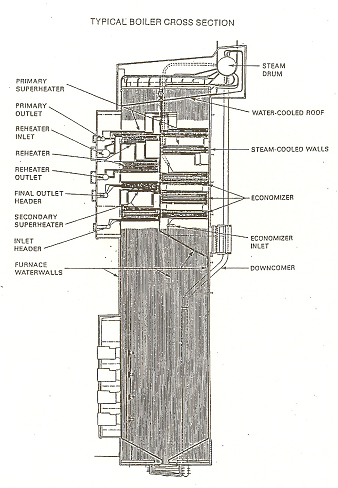 TYPICAL BOILER CROSS SECTION
STEAM
DRUM
PRIMARY
SUPERHEATER
PRIMARY
OUTLET
REHEATER
INLET
REHEATER
REHEATER
OUTLET
FINAL OUTLET
HEADER
SECONDARY
SUPERHEATER
INLET
HEADER
FURNACE
WATERWALLS
WATER-COOLED ROOF
STEAM-COOLED WALLS
ECONOMIZER
ECONOMIZER
INLET
DOWNCOMER